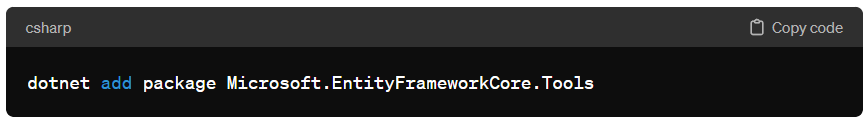 csharp
Copy code
dotnet add package Microsoft.EntityFrameworkCore.Tools